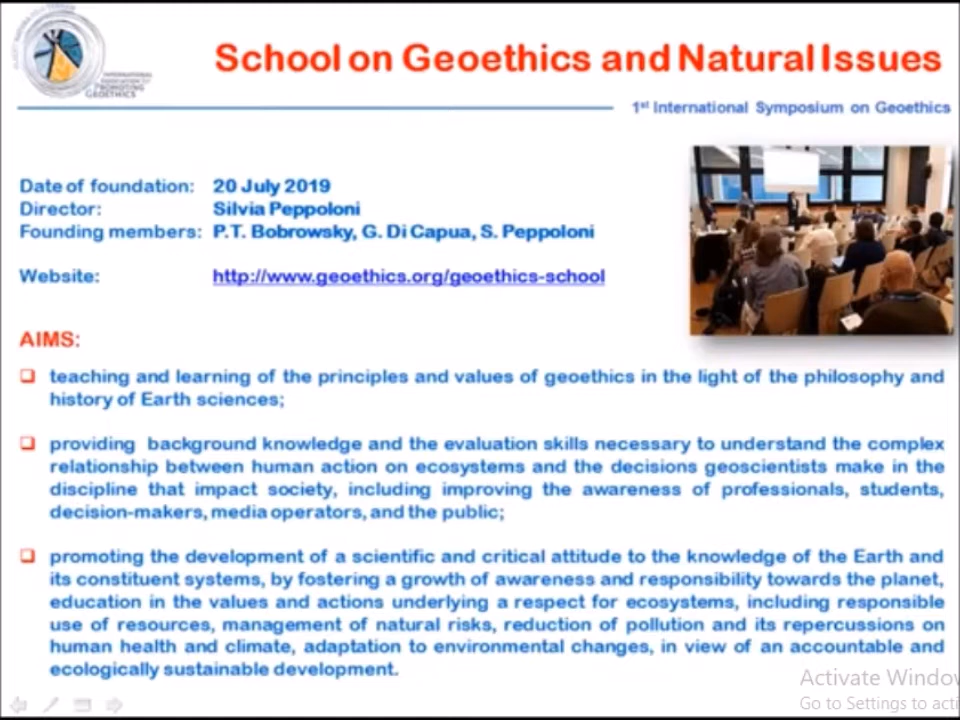 INTERNATIONAL
ASSOCIATION FOR
PROMOTING
GEOETHICS
School on Geoethics and Natural Issues
1st International Symposium on Geoethics
Date of foundation: 20 July 2019
Director: Silvia Peppoloni
Founding members: P.T. Bobrowsky, G. Di Capua, S. Peppoloni
Website: http://www.geoethics.org/geoethics-school
AIMS:
teaching and learning of the principles and values of geoethics in the light of the philosophy and
history of Earth sciences;
providing background knowledge and the evaluation skills necessary to understand the complex
relationship between human action on ecosystems and the decisions geoscientists make in the
discipline that impact society, including improving the awareness of professionals, students,
decision-makers, media operators, and the public;
promoting the development of a scientific and critical attitude to the knowledge of the Earth and
its constituent systems, by fostering a growth of awareness and responsibility towards the planet,
education in the values and actions underlying a respect for ecosystems, including responsible
use of resources, management of natural risks, reduction of pollution and its repercussions on
human health and climate, adaptation to environmental changes, in view of an accountable and
ecologically sustainable development.
Activate Window
Go to Settings to acti